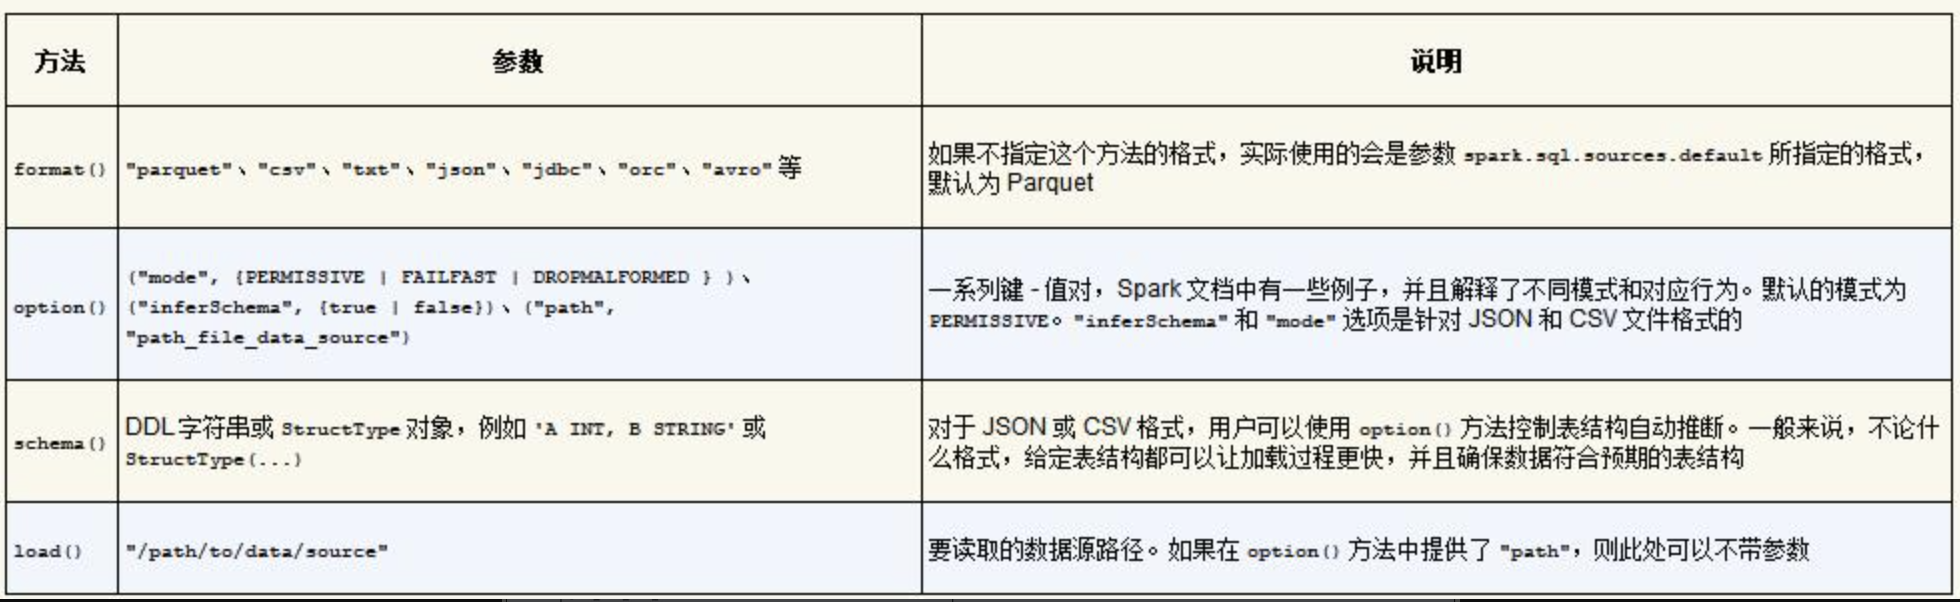 方法 参数 说明
format() "parquet"、"csv"、"txt"、"json"、"jdbc"、"orc"、"avro" 等
如果不指定这个方法的格式，实际使用的会是参数 spark.sql.sources.default 所指定的格式，
默认为 Parquet
option()
("mode", {PERMISSIVE | FAILFAST | DROPMALFORMED } )、
("inferSchema", {true | false})、("path",
"path_file_data_source")
一系列键 - 值对，Spark 文档中有一些例子，并且解释了不同模式和对应行为。默认的模式为
PERMISSIVE。"inferSchema" 和 "mode" 选项是针对 JSON 和 CSV 文件格式的
schema()
DDL 字符串或 StructType 对象，例如 'A INT, B STRING' 或
StructType(...)
对于 JSON 或 CSV 格式，用户可以使用 option() 方法控制表结构自动推断。一般来说，不论什
么格式，给定表结构都可以让加载过程更快，并且确保数据符合预期的表结构
load() "/path/to/data/source" 要读取的数据源路径。如果在 option() 方法中提供了 "path"，则此处可以不带参数